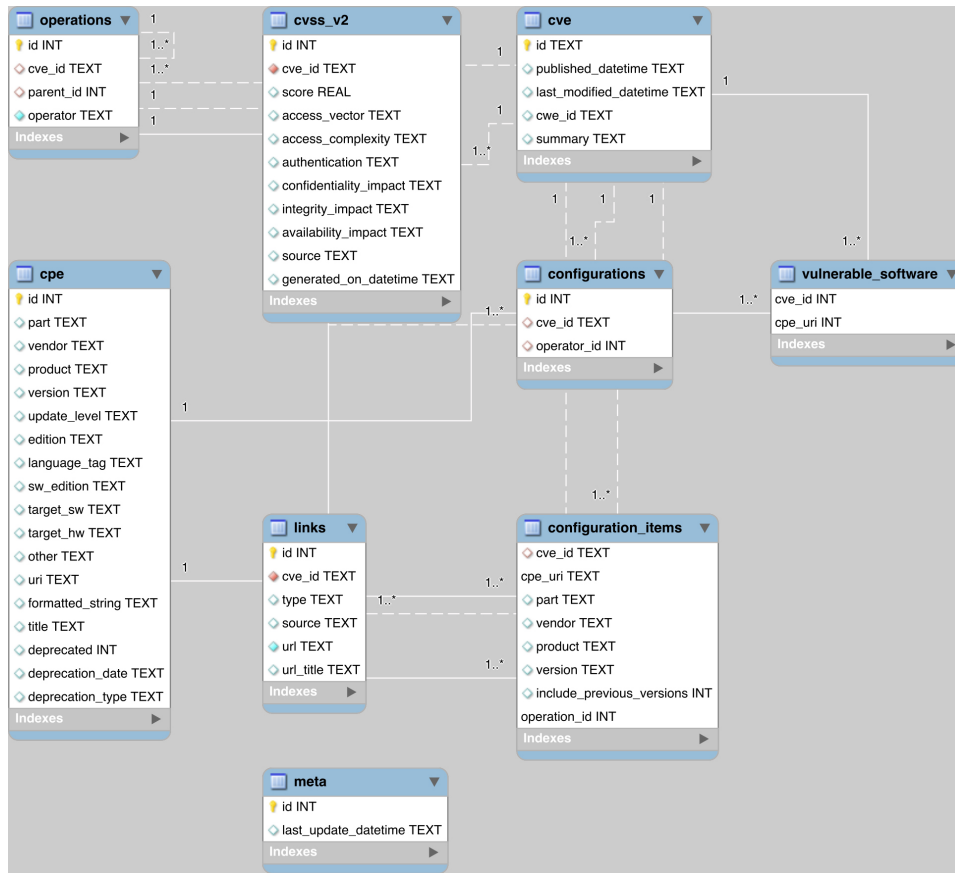 operations
id INT
cve_id TEXT
parent_id INT
operator TEXT
Indexes
1
1..*
1..*
1
1
cvss_v2
id INT
cve_id TEXT
score REAL
access_vector TEXT
access_complexity TEXT
authentication TEXT
confidentiality_impact TEXT
integrity_impact TEXT
availability_impact TEXT
source TEXT
generated_on_datetime TEXT
Indexes
1
1
1..*
cve
id TEXT
published_datetime TEXT
last_modified_datetime TEXT
cwe_id TEXT
summary TEXT
Indexes
1
1
1
1
1..*
1..*
cpe
id INT
part TEXT
vendor TEXT
product TEXT
version TEXT
update_level TEXT
edition TEXT
language_tag TEXT
sw_edition TEXT
target_sw TEXT
target_hw TEXT
other TEXT
uri TEXT
formatted_string TEXT
title TEXT
deprecated INT
deprecation_date TEXT
deprecation_type TEXT
Indexes
1
1
configurations
id INT
cve_id TEXT
operator_id INT
Indexes
1..*
1..*
vulnerable_software
cve_id INT
cpe_uri INT
Indexes
1..*
links
id INT
cve_id TEXT
type TEXT
source TEXT
url TEXT
url_title TEXT
Indexes
1..*
1..*
1..*
configuration_items
cve_id TEXT
cpe_uri TEXT
part TEXT
vendor TEXT
product TEXT
version TEXT
include_previous_versions INT
operation_id INT
Indexes
meta
id INT
last_update_datetime TEXT
Indexes